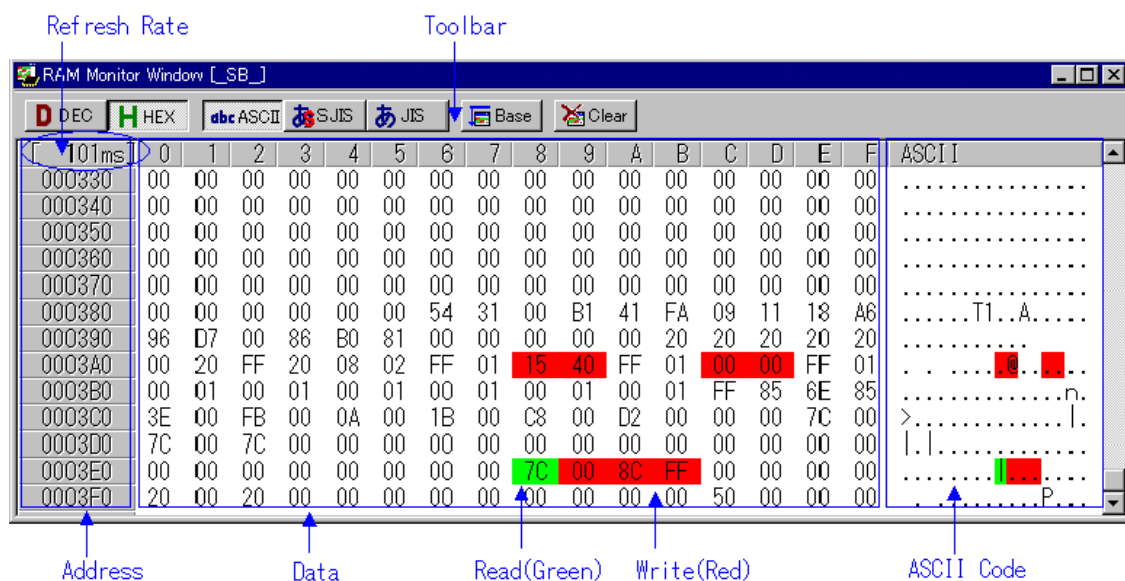 Refresh Rate Toolbar
RAM Monitor Window [_SB_]
D DEC H HEX abc ASCII あ SJIS あ JIS Base Clear
[ 101ms] 0 1 2 3 4 5 6 7 8 9 A B C D E F ASCII
000330 00 00 00 00 00 00 00 00 00 00 00 00 00 00 00 00 ................
000340 00 00 00 00 00 00 00 00 00 00 00 00 00 00 00 00 ................
000350 00 00 00 00 00 00 00 00 00 00 00 00 00 00 00 00 ................
000360 00 00 00 00 00 00 00 00 00 00 00 00 00 00 00 00 ................
000370 00 00 00 00 00 00 00 00 00 00 00 00 00 00 00 00 ................
000380 00 00 00 00 00 00 54 31 00 B1 41 FA 09 11 18 A6 ......T1..A.....
000390 96 D7 00 86 B0 81 00 00 00 00 00 20 20 20 20 20 ...........
0003A0 00 20 FF 20 08 02 FF 01 15 40 FF 01 00 00 FF 01 . . .....@......
0003B0 00 01 00 01 00 01 00 01 00 01 00 01 FF 85 6E 85 ..............n.
0003C0 3E 00 FB 00 0A 00 1B 00 C8 00 D2 00 00 00 7C 00 >.............|.
0003D0 7C 00 7C 00 00 00 00 00 00 00 00 00 00 00 00 00 |.|.............
0003E0 00 00 00 00 00 00 00 00 7C 00 8C FF 00 00 00 00 ........|.......
0003F0 20 00 20 00 00 00 00 00 00 00 00 00 50 00 00 00 . .........P...
Address Data Read(Green) Write(Red) ASCII Code